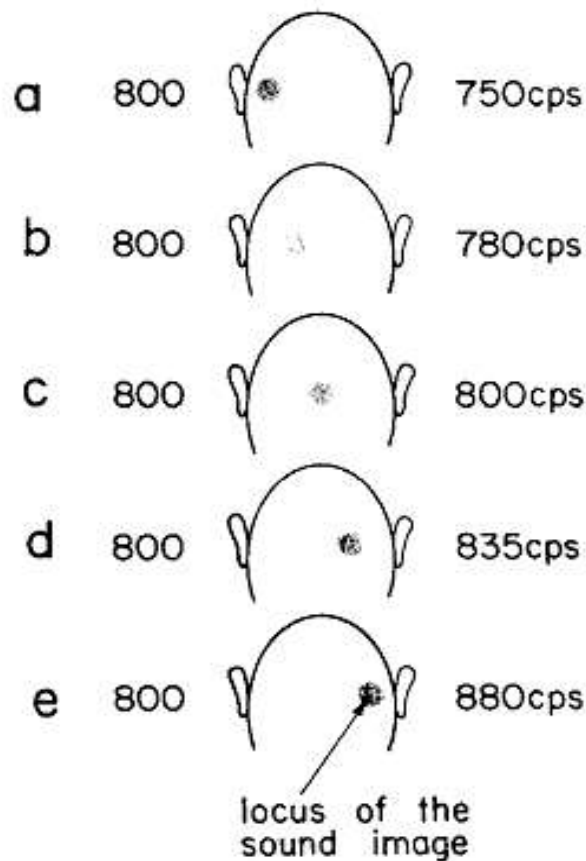 a 800 750cps
b 800 780cps
c 800 800cps
d 800 835cps
e 800 880cps
locus of the
sound image